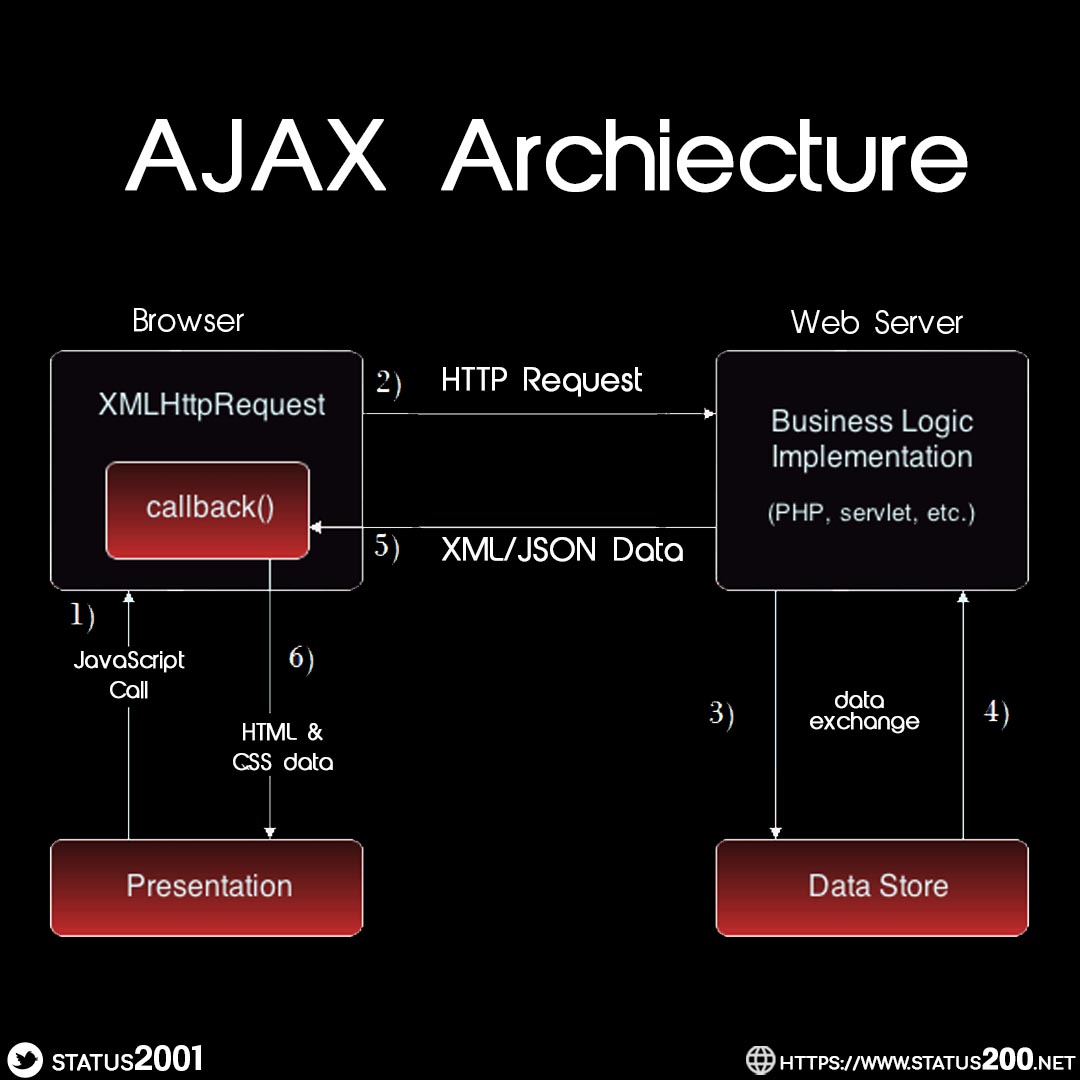 AJAX Archiecture
Browser
Web Server
XMLHttpRequest
callback()
2)
HTTP Request
5)
XML/JSON Data
Business Logic
Implementation
(PHP, servlet, etc.)
1)
JavaScript
Call
6)
HTML &
CSS data
3)
data
exchange
4)
Presentation
Data Store
STATUS2001
HTTPS://WWW.STATUS200.NET